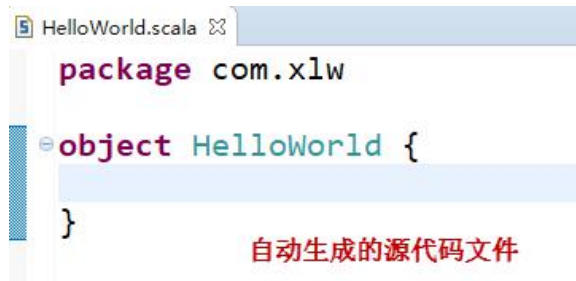 HelloWorld.scala
package com.xlw
object HelloWorld {
}
自动生成的源代码文件